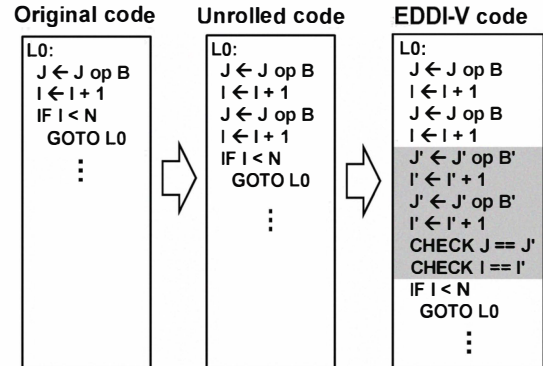 Original code
L0:
J ← J op B
I ← I + 1
IF I < N
GOTO L0
⋮
Unrolled code
L0:
J ← J op B
I ← I + 1
J ← J op B
I ← I + 1
IF I < N
GOTO L0
⋮
EDDI-V code
L0:
J ← J op B
I ← I + 1
J ← J op B
I ← I + 1
J' ← J' op B'
I' ← I' + 1
J' ← J' op B'
I' ← I' + 1
CHECK J == J'
CHECK I == I'
IF I < N
GOTO L0
⋮